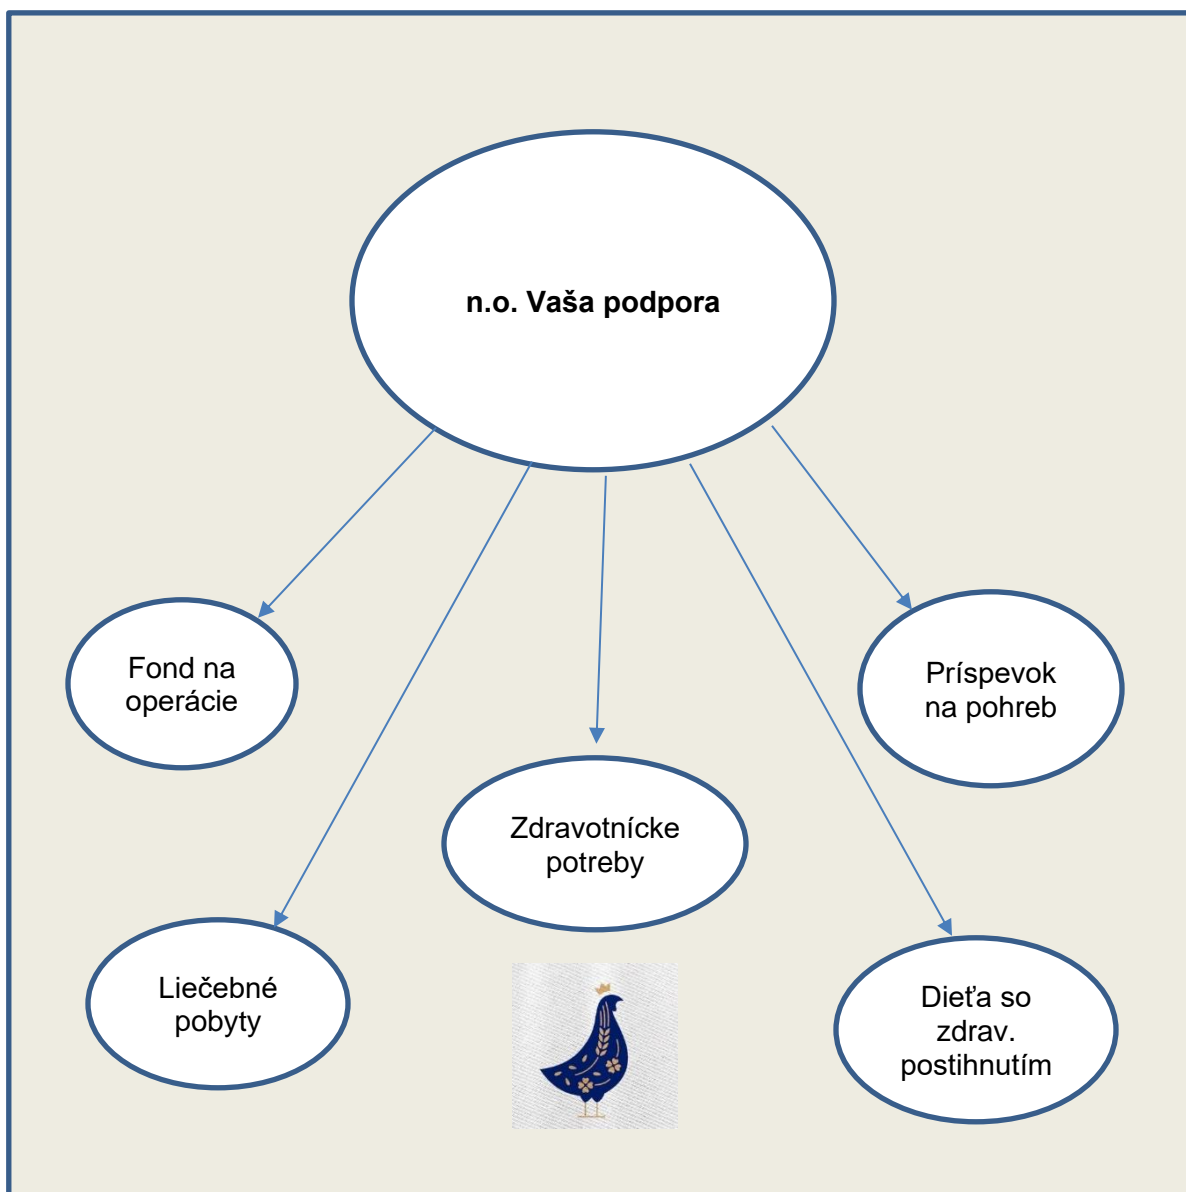 n.o. Vaša podpora
Fond na
operácie
Príspevok
na pohreb
Zdravotnícke
potreby
Liečebné
pobyty
Dieťa so
zdrav.
postihnutím